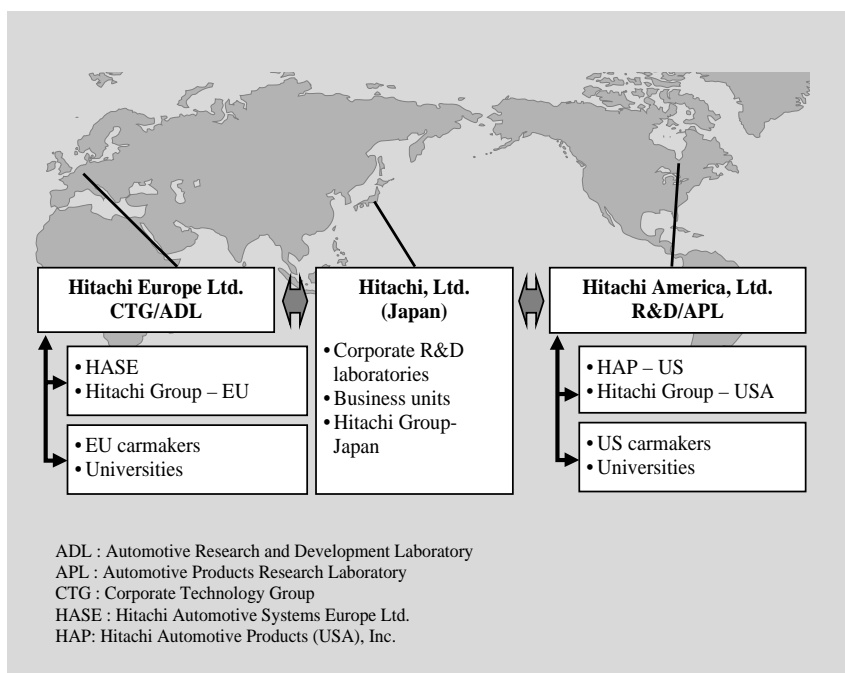 Hitachi Europe Ltd.
CTG/ADL
• HASE
• Hitachi Group – EU
• EU carmakers
• Universities
Hitachi, Ltd.
(Japan)
• Corporate R&D
laboratories
• Business units
• Hitachi Group-
Japan
Hitachi America, Ltd.
R&D/APL
• HAP – US
• Hitachi Group – USA
• US carmakers
• Universities
ADL : Automotive Research and Development Laboratory
APL : Automotive Products Research Laboratory
CTG : Corporate Technology Group
HASE : Hitachi Automotive Systems Europe Ltd.
HAP: Hitachi Automotive Products (USA), Inc.